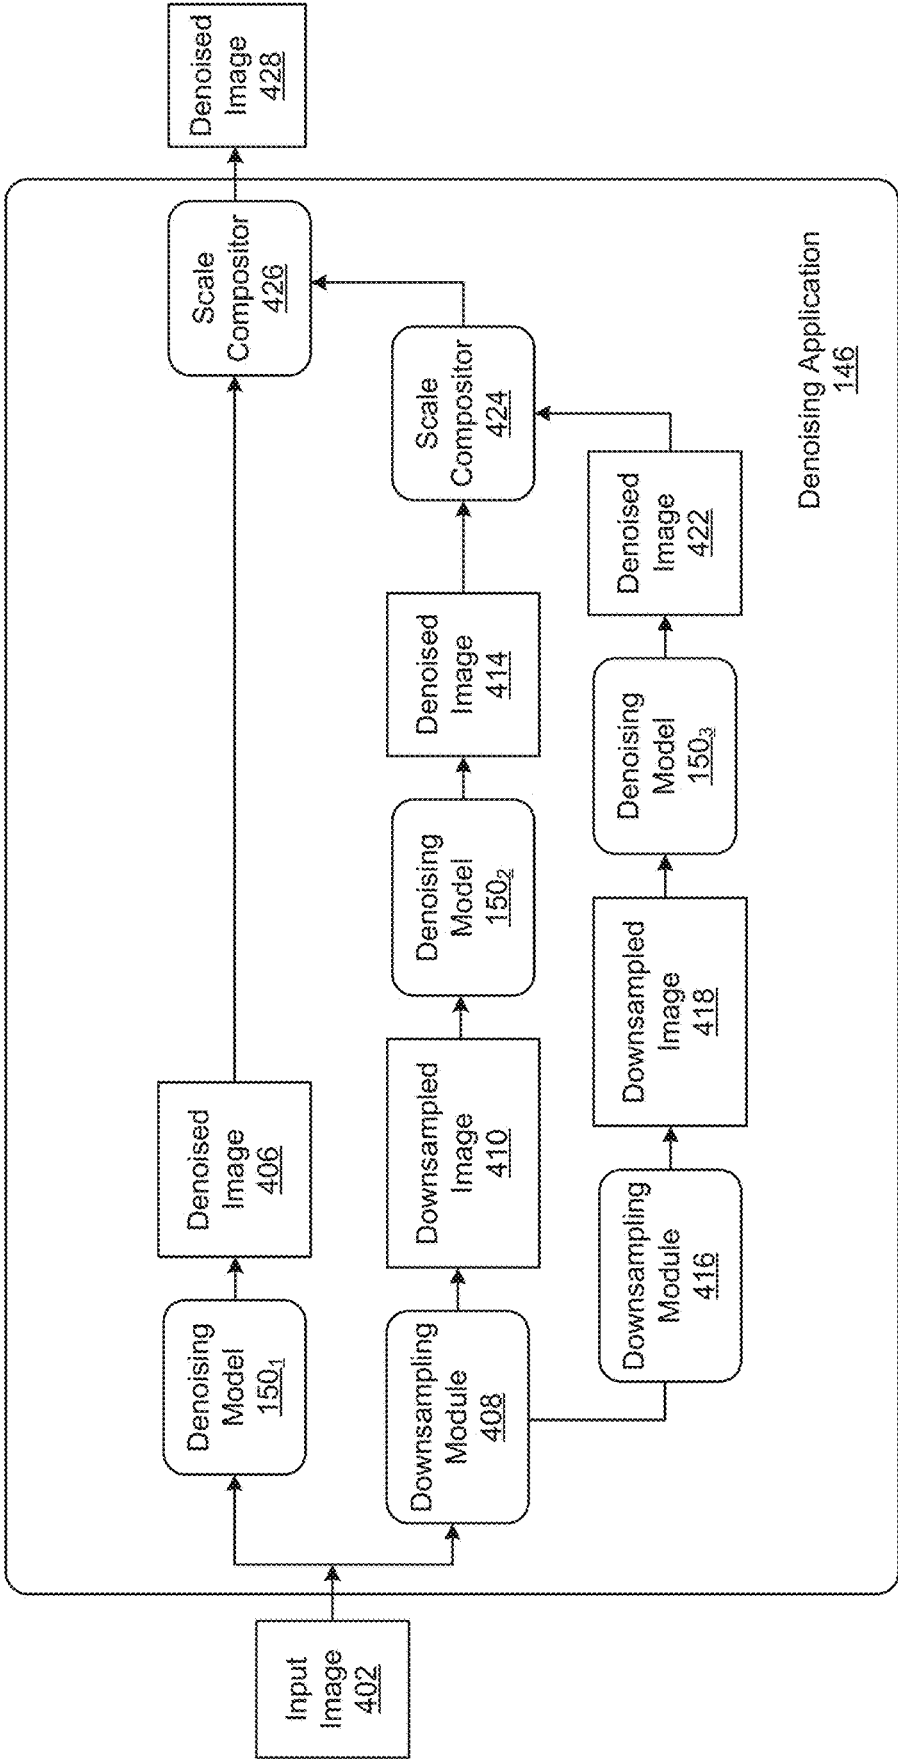 Input
Image
402
Denoising
Model
150₁
Denoised
Image
406
Downsampling
Module
408
Downsampled
Image
410
Denoising
Model
150₂
Denoised
Image
414
Downsampling
Module
416
Downsampled
Image
418
Denoising
Model
150₃
Denoised
Image
422
Scale
Compositor
424
Scale
Compositor
426
Denoised
Image
428
Denoising Application
146